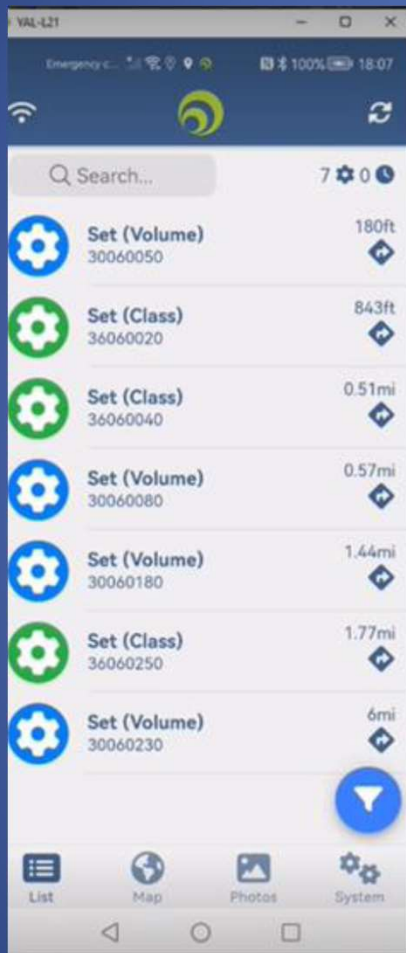 YAL-L21
Emergency c... 100% 18:07
Search... 7 0
Set (Volume) 180ft
30060050
Set (Class) 843ft
36060020
Set (Class) 0.51mi
36060040
Set (Volume) 0.57mi
30060080
Set (Volume) 1.44mi
30060180
Set (Class) 1.77mi
36060250
Set (Volume) 6mi
30060230
List Map Photos System